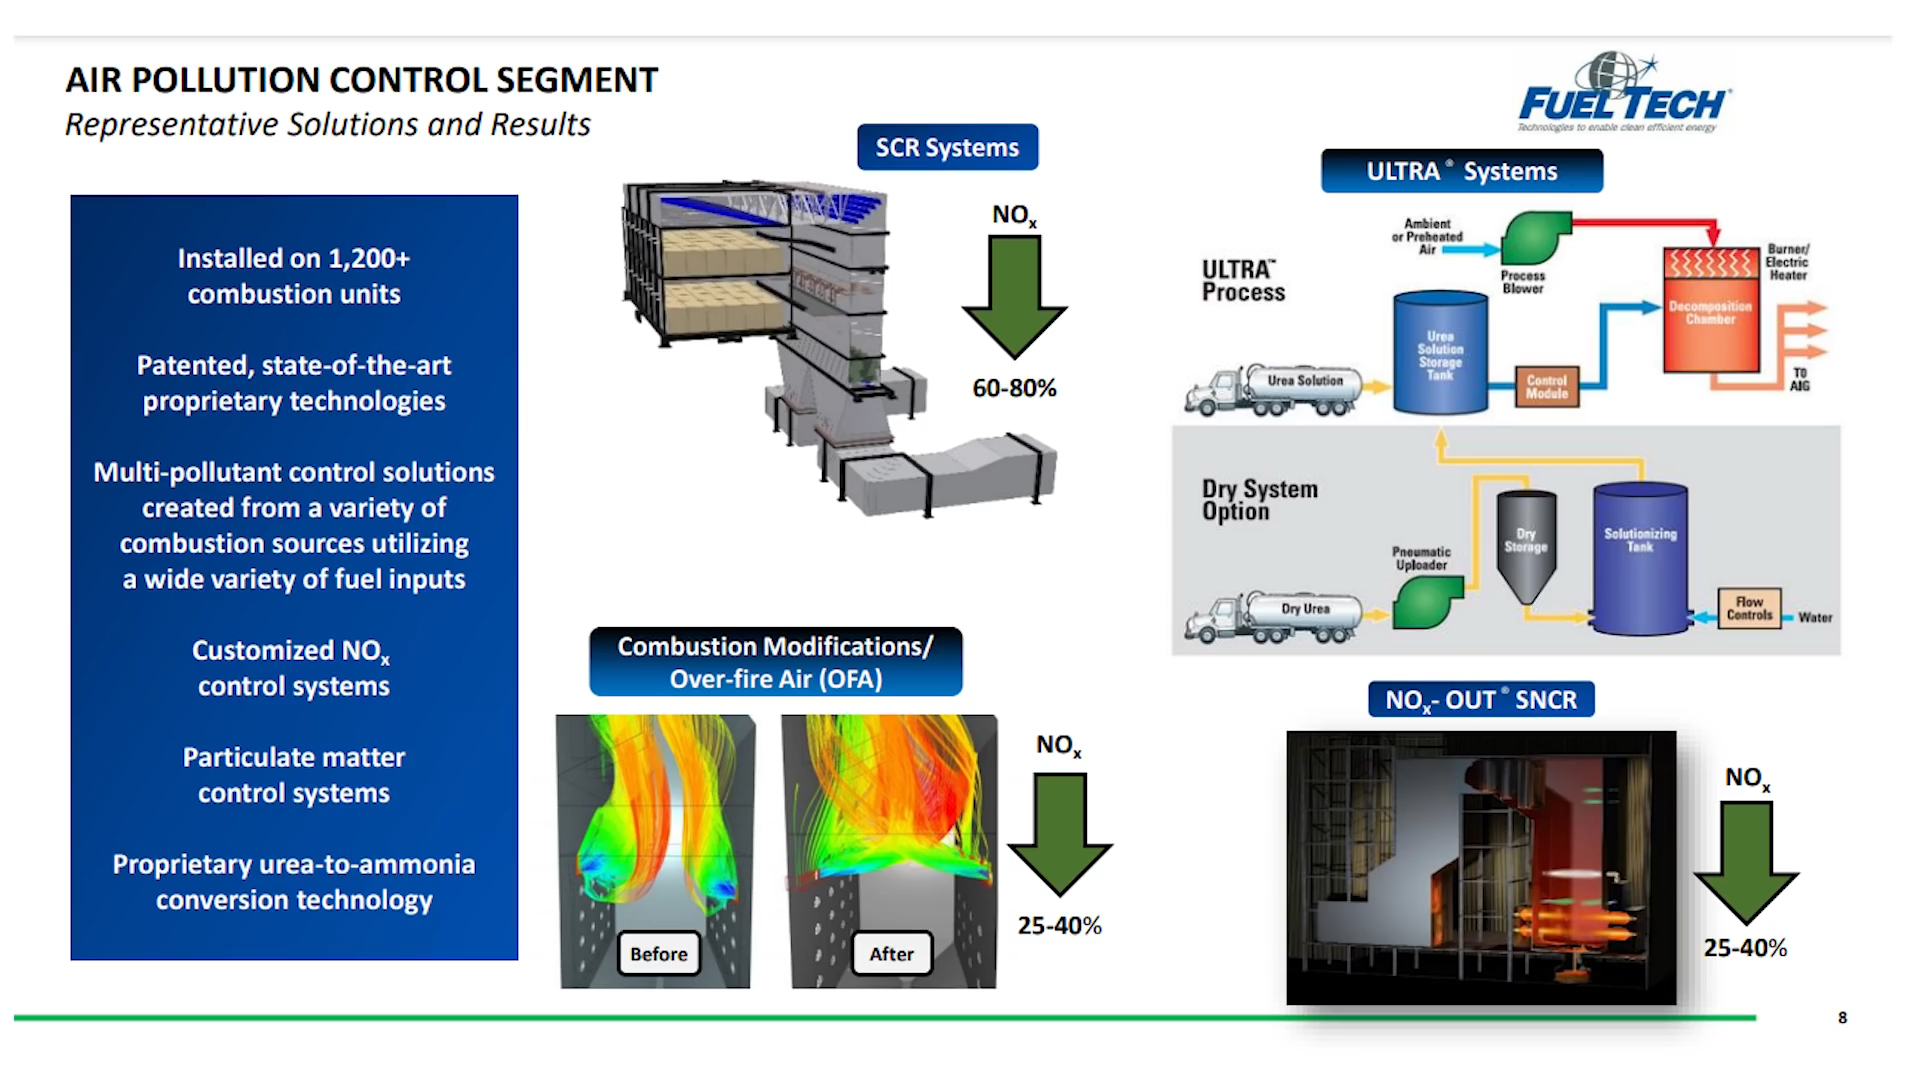 AIR POLLUTION CONTROL SEGMENT
Representative Solutions and Results
FUEL TECH®
Technologies to enable clean efficient energy
Installed on 1,200+
combustion units
Patented, state-of-the-art
proprietary technologies
Multi-pollutant control solutions
created from a variety of
combustion sources utilizing
a wide variety of fuel inputs
Customized NOx
control systems
Particulate matter
control systems
Proprietary urea-to-ammonia
conversion technology
SCR Systems
NOx
60-80%
Combustion Modifications/
Over-fire Air (OFA)
Before
After
NOx
25-40%
ULTRA® Systems
ULTRA™
Process
Ambient
or Preheated
Air
Process
Blower
Burner/
Electric
Heater
Decomposition
Chamber
Urea
Solution
Storage
Tank
Urea Solution
Control
Module
TO
AIG
Dry System
Option
Pneumatic
Uploader
Dry
Storage
Solutionizing
Tank
Dry Urea
Flow
Controls
Water
NOx- OUT® SNCR
NOx
25-40%
8